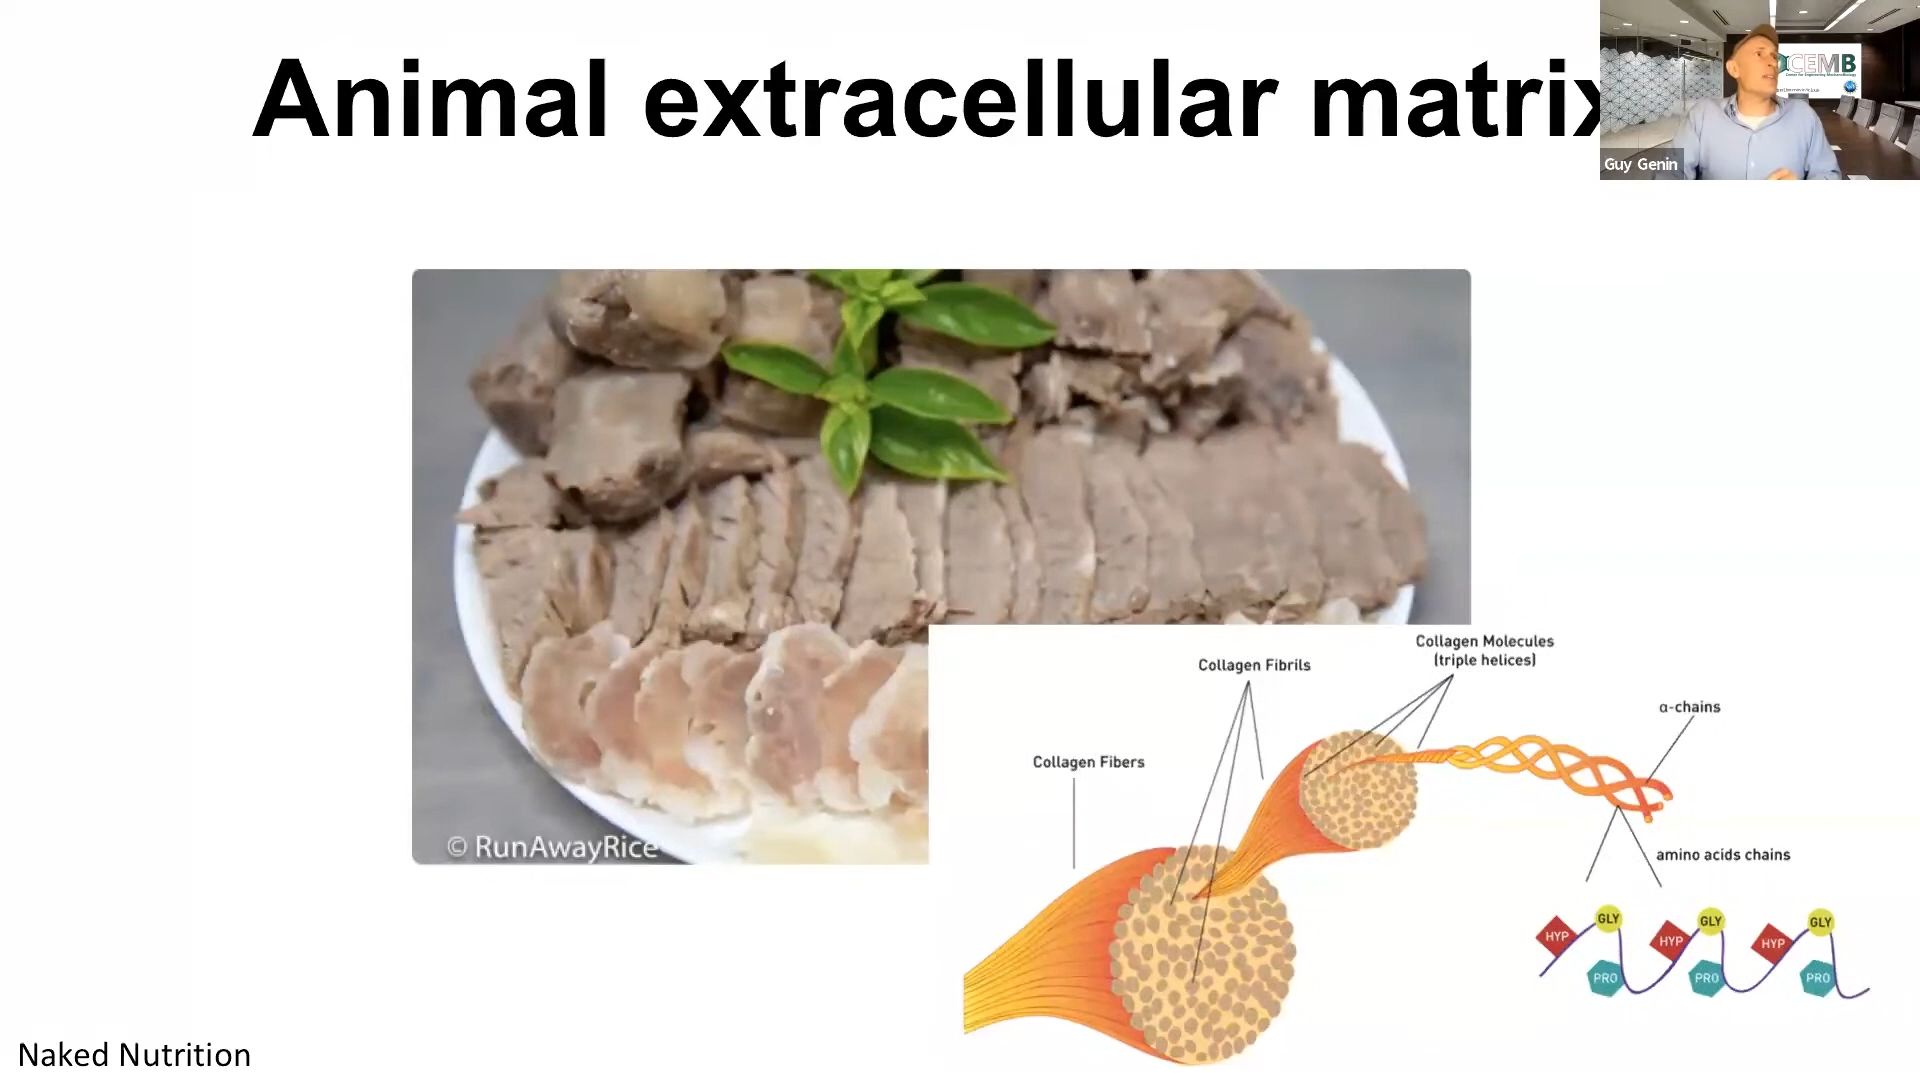 Animal extracellular matrix
CEMB
Guy Genin
Collagen Molecules
(triple helices)
Collagen Fibrils
α-chains
Collagen Fibers
amino acids chains
© RunAwayRice
HYP GLY HYP GLY HYP GLY
PRO PRO PRO
Naked Nutrition